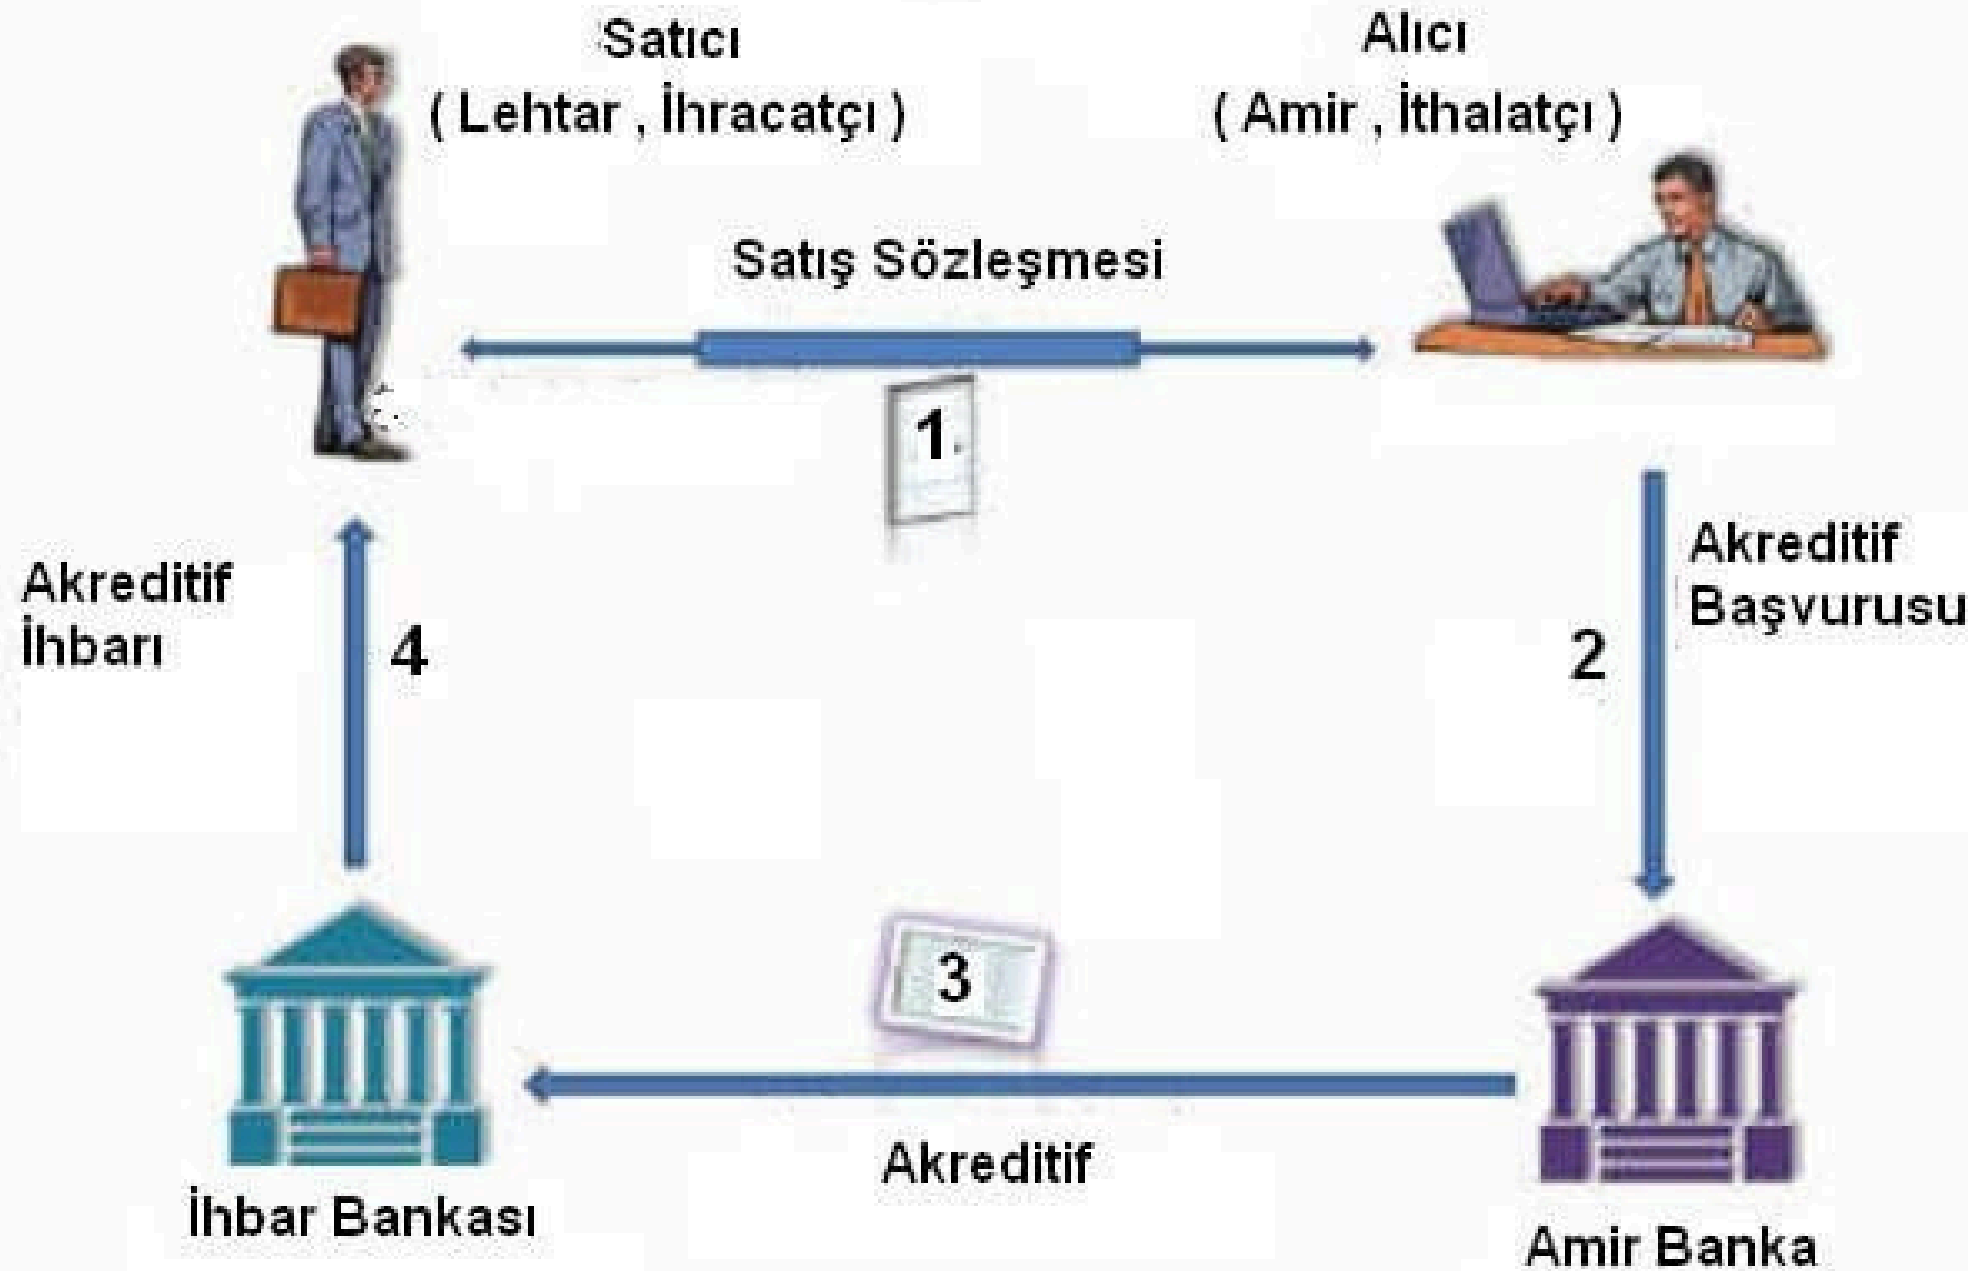 Satıcı
( Lehtar , İhracatçı )
Alıcı
( Amir , İthalatçı )
Satış Sözleşmesi
1
Akreditif
Başvurusu
2
Akreditif
İhbarı
4
3
Akreditif
İhbar Bankası
Amir Banka